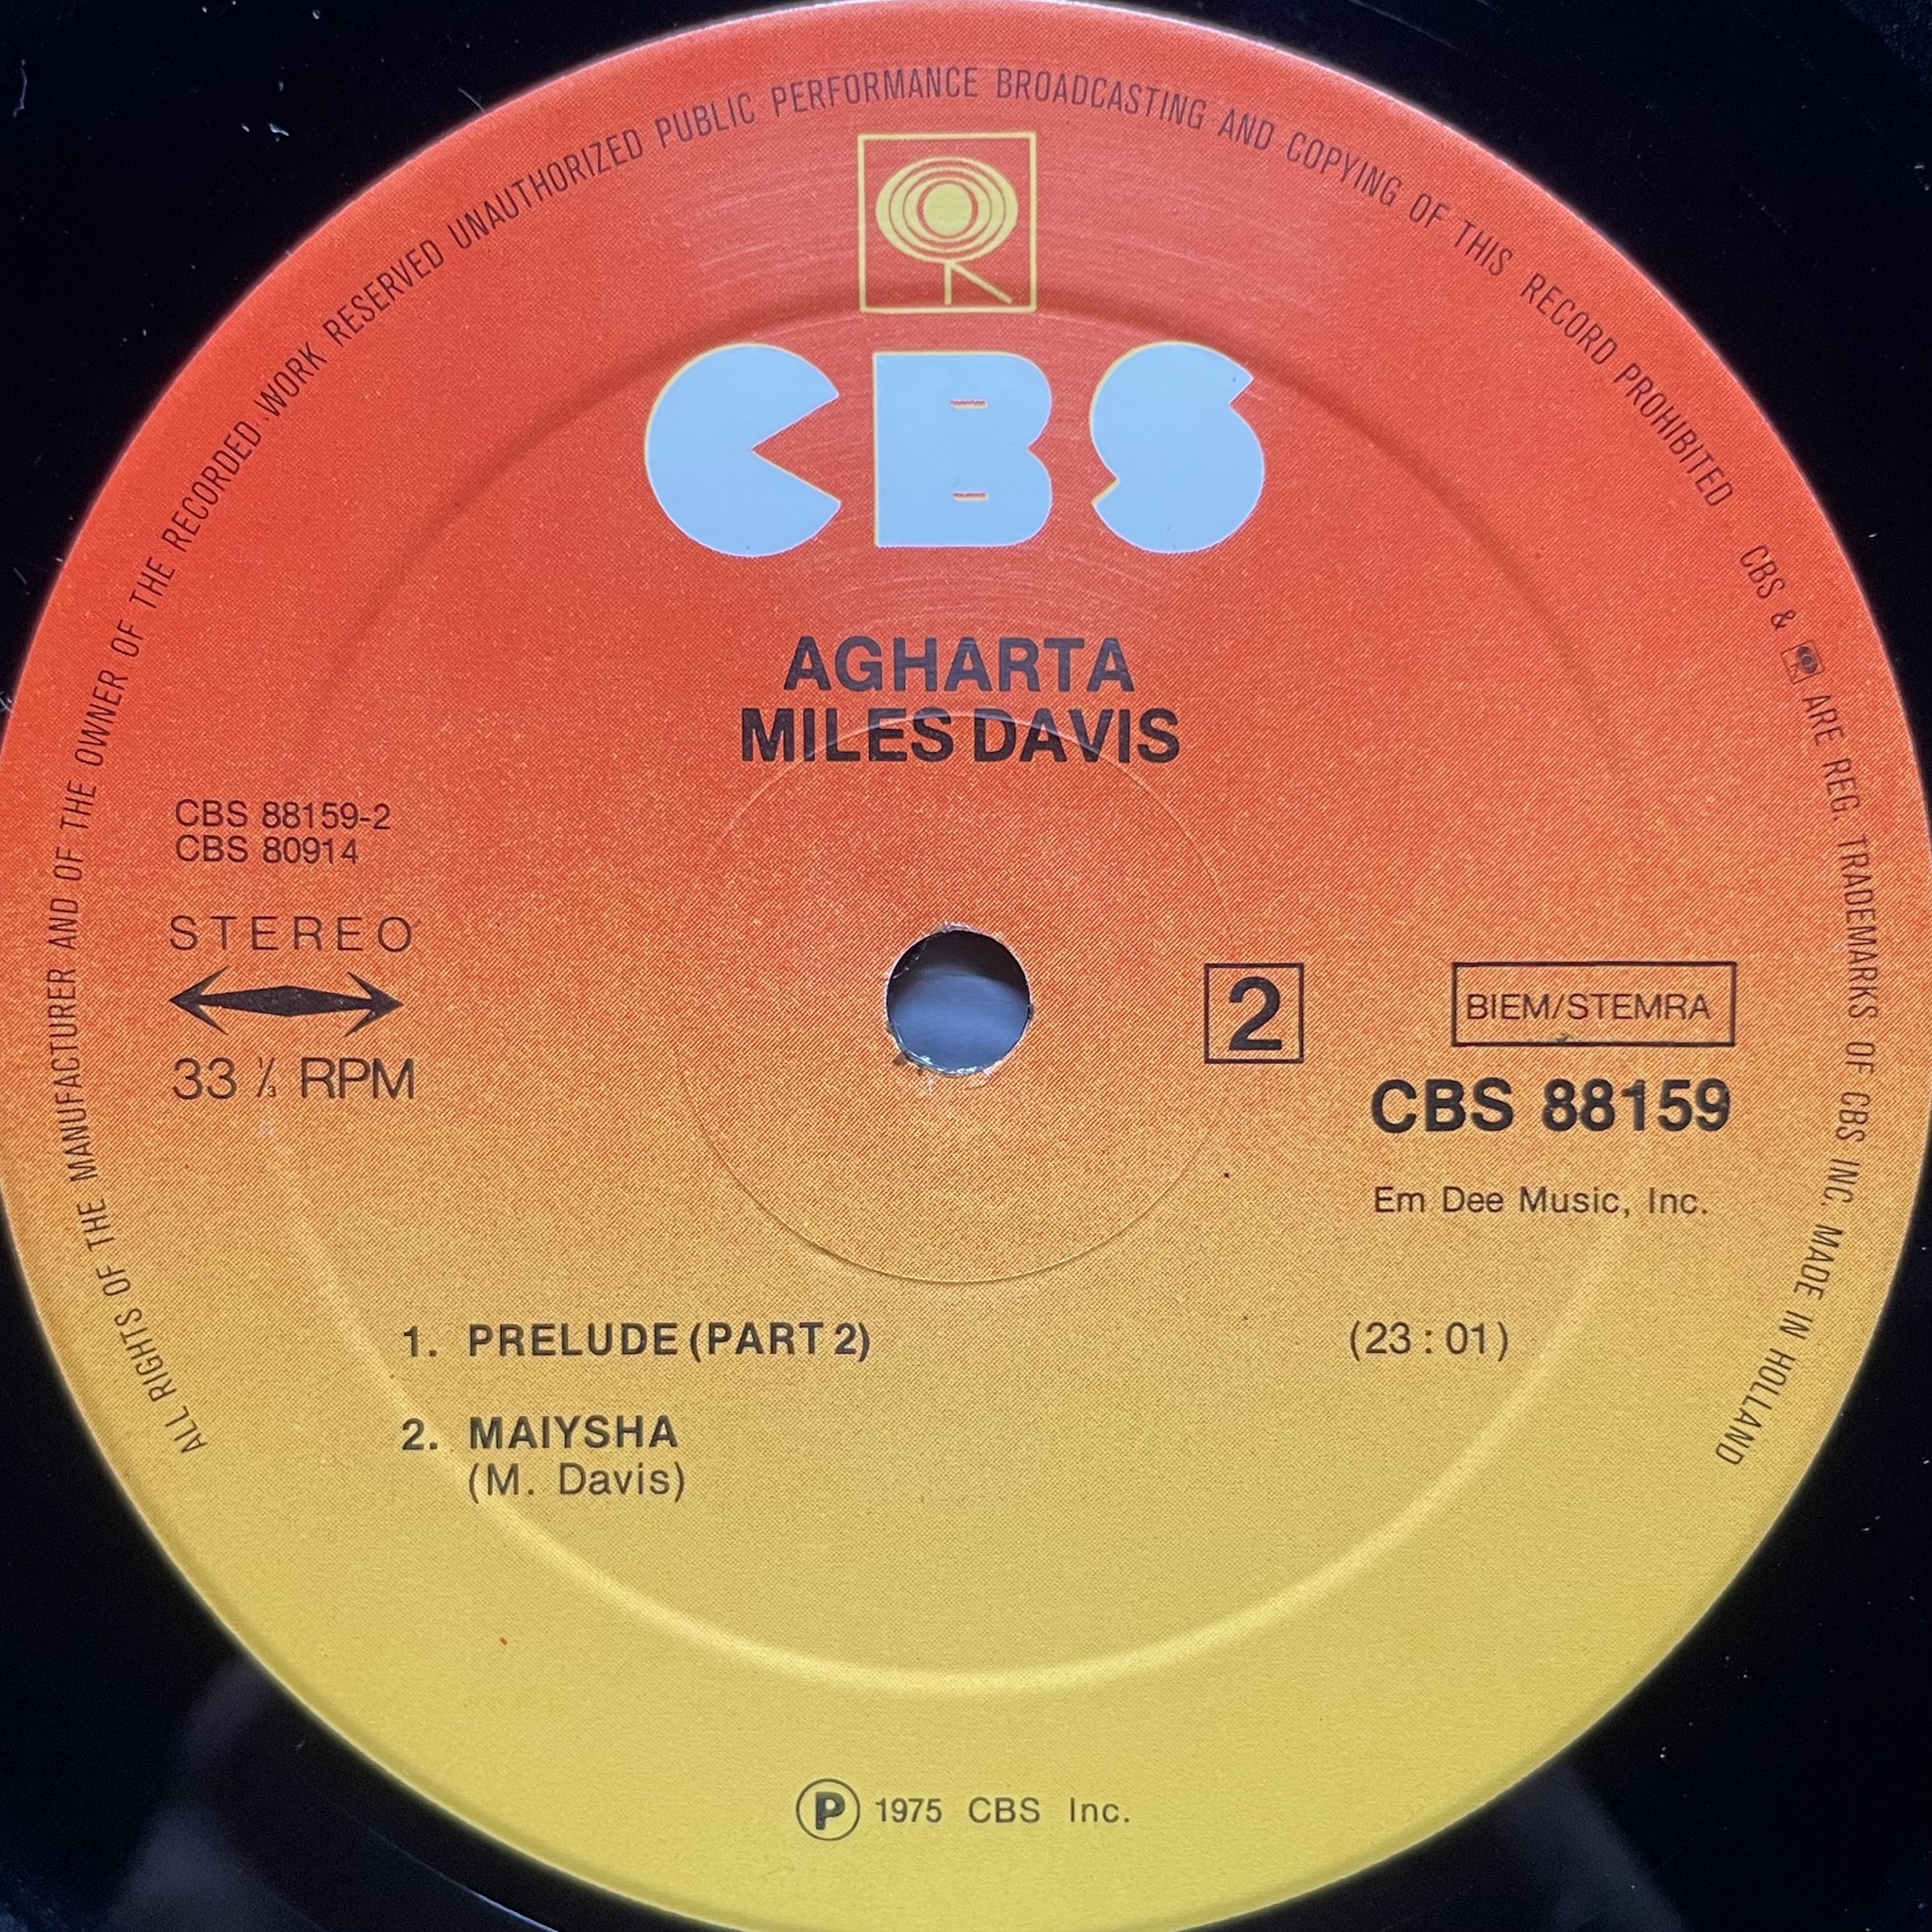 ALL RIGHTS OF THE MANUFACTURER AND OF THE OWNER OF THE RECORDED WORK RESERVED UNAUTHORIZED PUBLIC PERFORMANCE BROADCASTING AND COPYING OF THIS RECORD PROHIBITED CBS & ARE REG. TRADEMARKS OF CBS INC. MADE IN HOLLAND
CBS
AGHARTA
MILES DAVIS
CBS 88159-2
CBS 80914
STEREO
33 1/3 RPM
2
BIEM/STEMRA
CBS 88159
Em Dee Music, Inc.
1. PRELUDE (PART 2) (23:01)
2. MAIYSHA
(M. Davis)
Ⓟ 1975 CBS Inc.